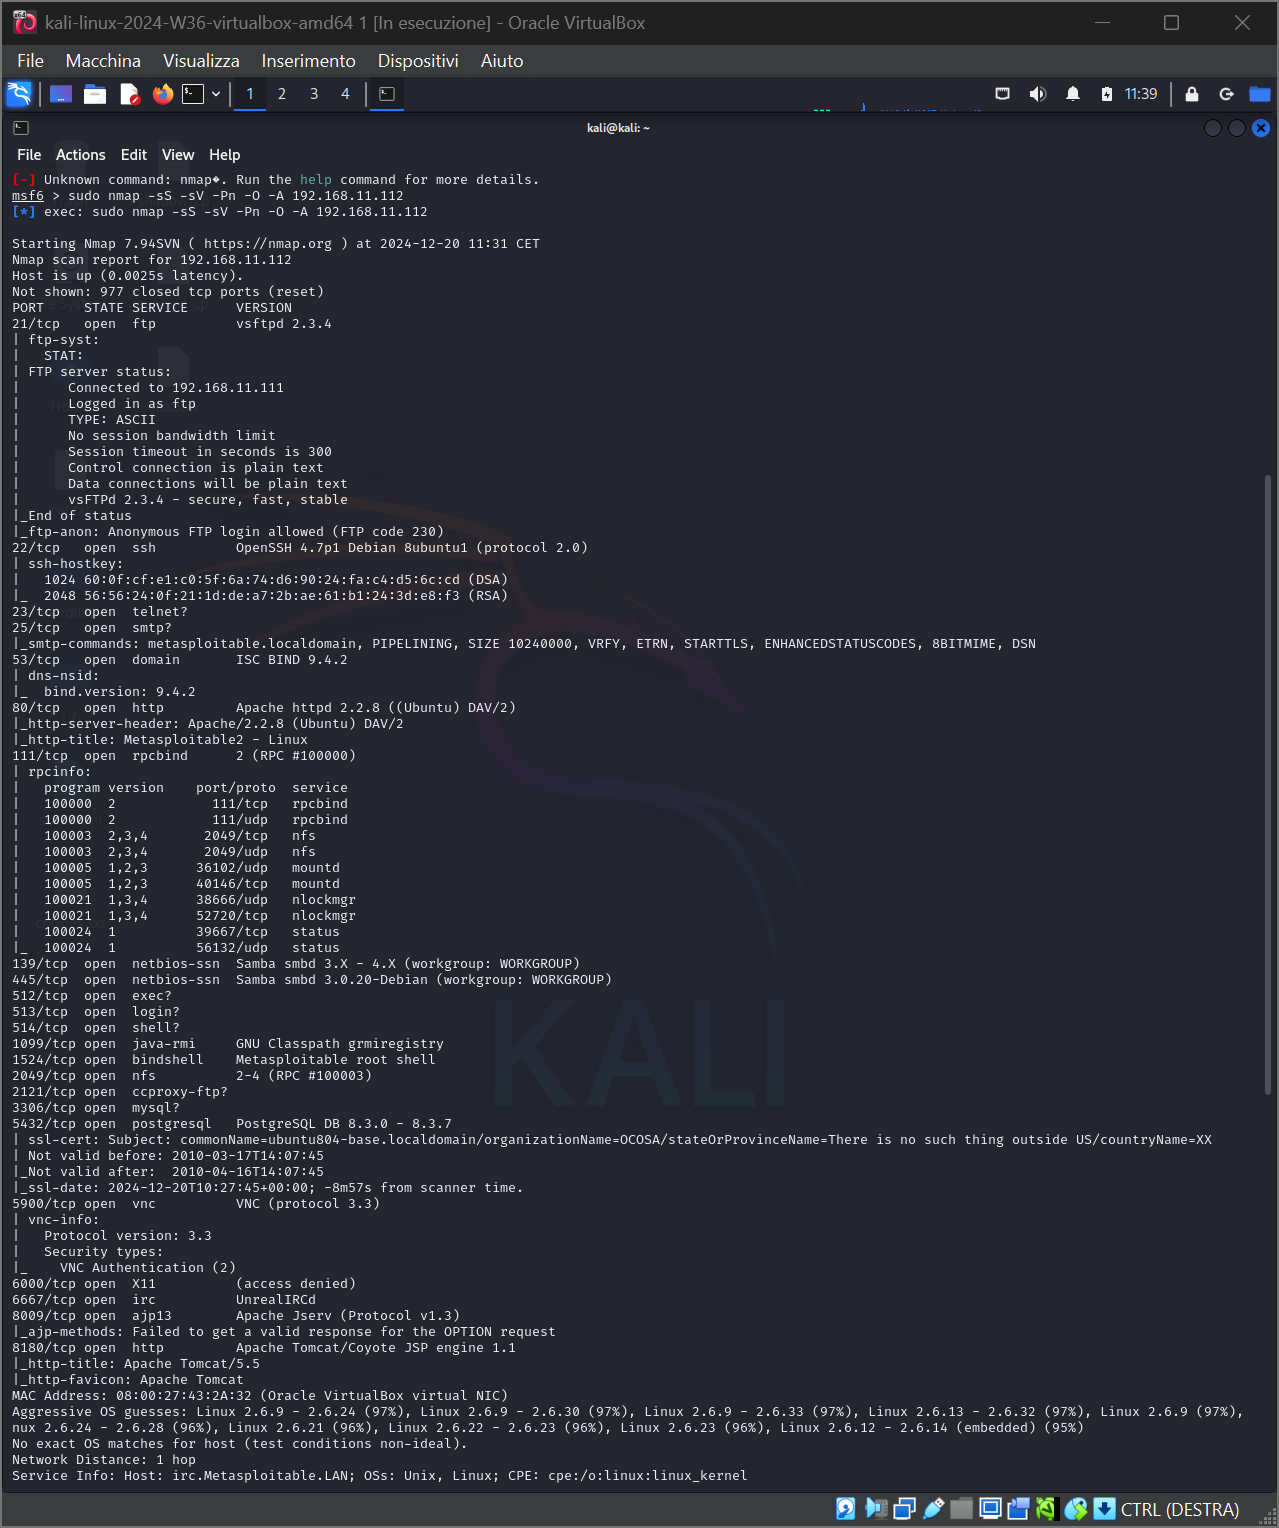 kali-linux-2024-W36-virtualbox-amd64 1 [In esecuzione] - Oracle VirtualBox
File Macchina Visualizza Inserimento Dispositivi Aiuto
1 2 3 4 11:39
kali@kali: ~
File Actions Edit View Help
[-] Unknown command: nmap�. Run the help command for more details.
msf6 > sudo nmap -sS -sV -Pn -O -A 192.168.11.112
[*] exec: sudo nmap -sS -sV -Pn -O -A 192.168.11.112
Starting Nmap 7.94SVN ( https://nmap.org ) at 2024-12-20 11:31 CET
Nmap scan report for 192.168.11.112
Host is up (0.0025s latency).
Not shown: 977 closed tcp ports (reset)
PORT     STATE SERVICE      VERSION
21/tcp   open  ftp          vsftpd 2.3.4
| ftp-syst:
|   STAT:
| FTP server status:
|      Connected to 192.168.11.111
|      Logged in as ftp
|      TYPE: ASCII
|      No session bandwidth limit
|      Session timeout in seconds is 300
|      Control connection is plain text
|      Data connections will be plain text
|      vsFTPd 2.3.4 - secure, fast, stable
|_End of status
|_ftp-anon: Anonymous FTP login allowed (FTP code 230)
22/tcp   open  ssh          OpenSSH 4.7p1 Debian 8ubuntu1 (protocol 2.0)
| ssh-hostkey:
|   1024 60:0f:cf:e1:c0:5f:6a:74:d6:90:24:fa:c4:d5:6c:cd (DSA)
|_  2048 56:56:24:0f:21:1d:de:a7:2b:ae:61:b1:24:3d:e8:f3 (RSA)
23/tcp   open  telnet?
25/tcp   open  smtp?
|_smtp-commands: metasploitable.localdomain, PIPELINING, SIZE 10240000, VRFY, ETRN, STARTTLS, ENHANCEDSTATUSCODES, 8BITMIME, DSN
53/tcp   open  domain       ISC BIND 9.4.2
| dns-nsid:
|_  bind.version: 9.4.2
80/tcp   open  http         Apache httpd 2.2.8 ((Ubuntu) DAV/2)
|_http-server-header: Apache/2.2.8 (Ubuntu) DAV/2
|_http-title: Metasploitable2 - Linux
111/tcp  open  rpcbind      2 (RPC #100000)
| rpcinfo:
|   program version    port/proto  service
|   100000  2            111/tcp   rpcbind
|   100000  2            111/udp   rpcbind
|   100003  2,3,4       2049/tcp   nfs
|   100003  2,3,4       2049/udp   nfs
|   100005  1,2,3      36102/udp   mountd
|   100005  1,2,3      40146/tcp   mountd
|   100021  1,3,4      38666/udp   nlockmgr
|   100021  1,3,4      52720/tcp   nlockmgr
|   100024  1          39667/tcp   status
|_  100024  1          56132/udp   status
139/tcp  open  netbios-ssn  Samba smbd 3.X - 4.X (workgroup: WORKGROUP)
445/tcp  open  netbios-ssn  Samba smbd 3.0.20-Debian (workgroup: WORKGROUP)
512/tcp  open  exec?
513/tcp  open  login?
514/tcp  open  shell?
1099/tcp open  java-rmi     GNU Classpath grmiregistry
1524/tcp open  bindshell    Metasploitable root shell
2049/tcp open  nfs          2-4 (RPC #100003)
2121/tcp open  ccproxy-ftp?
3306/tcp open  mysql?
5432/tcp open  postgresql   PostgreSQL DB 8.3.0 - 8.3.7
| ssl-cert: Subject: commonName=ubuntu804-base.localdomain/organizationName=OCOSA/stateOrProvinceName=There is no such thing outside US/countryName=XX
| Not valid before: 2010-03-17T14:07:45
|_Not valid after:  2010-04-16T14:07:45
|_ssl-date: 2024-12-20T10:27:45+00:00; -8m57s from scanner time.
5900/tcp open  vnc          VNC (protocol 3.3)
| vnc-info:
|   Protocol version: 3.3
|   Security types:
|_    VNC Authentication (2)
6000/tcp open  X11          (access denied)
6667/tcp open  irc          UnrealIRCd
8009/tcp open  ajp13        Apache Jserv (Protocol v1.3)
|_ajp-methods: Failed to get a valid response for the OPTION request
8180/tcp open  http         Apache Tomcat/Coyote JSP engine 1.1
|_http-title: Apache Tomcat/5.5
|_http-favicon: Apache Tomcat
MAC Address: 08:00:27:43:2A:32 (Oracle VirtualBox virtual NIC)
Aggressive OS guesses: Linux 2.6.9 - 2.6.24 (97%), Linux 2.6.9 - 2.6.30 (97%), Linux 2.6.9 - 2.6.33 (97%), Linux 2.6.13 - 2.6.32 (97%), Linux 2.6.9 (97%),
nux 2.6.24 - 2.6.28 (96%), Linux 2.6.21 (96%), Linux 2.6.22 - 2.6.23 (96%), Linux 2.6.23 (96%), Linux 2.6.12 - 2.6.14 (embedded) (95%)
No exact OS matches for host (test conditions non-ideal).
Network Distance: 1 hop
Service Info: Host: irc.Metasploitable.LAN; OSs: Unix, Linux; CPE: cpe:/o:linux:linux_kernel
KALI
CTRL (DESTRA)